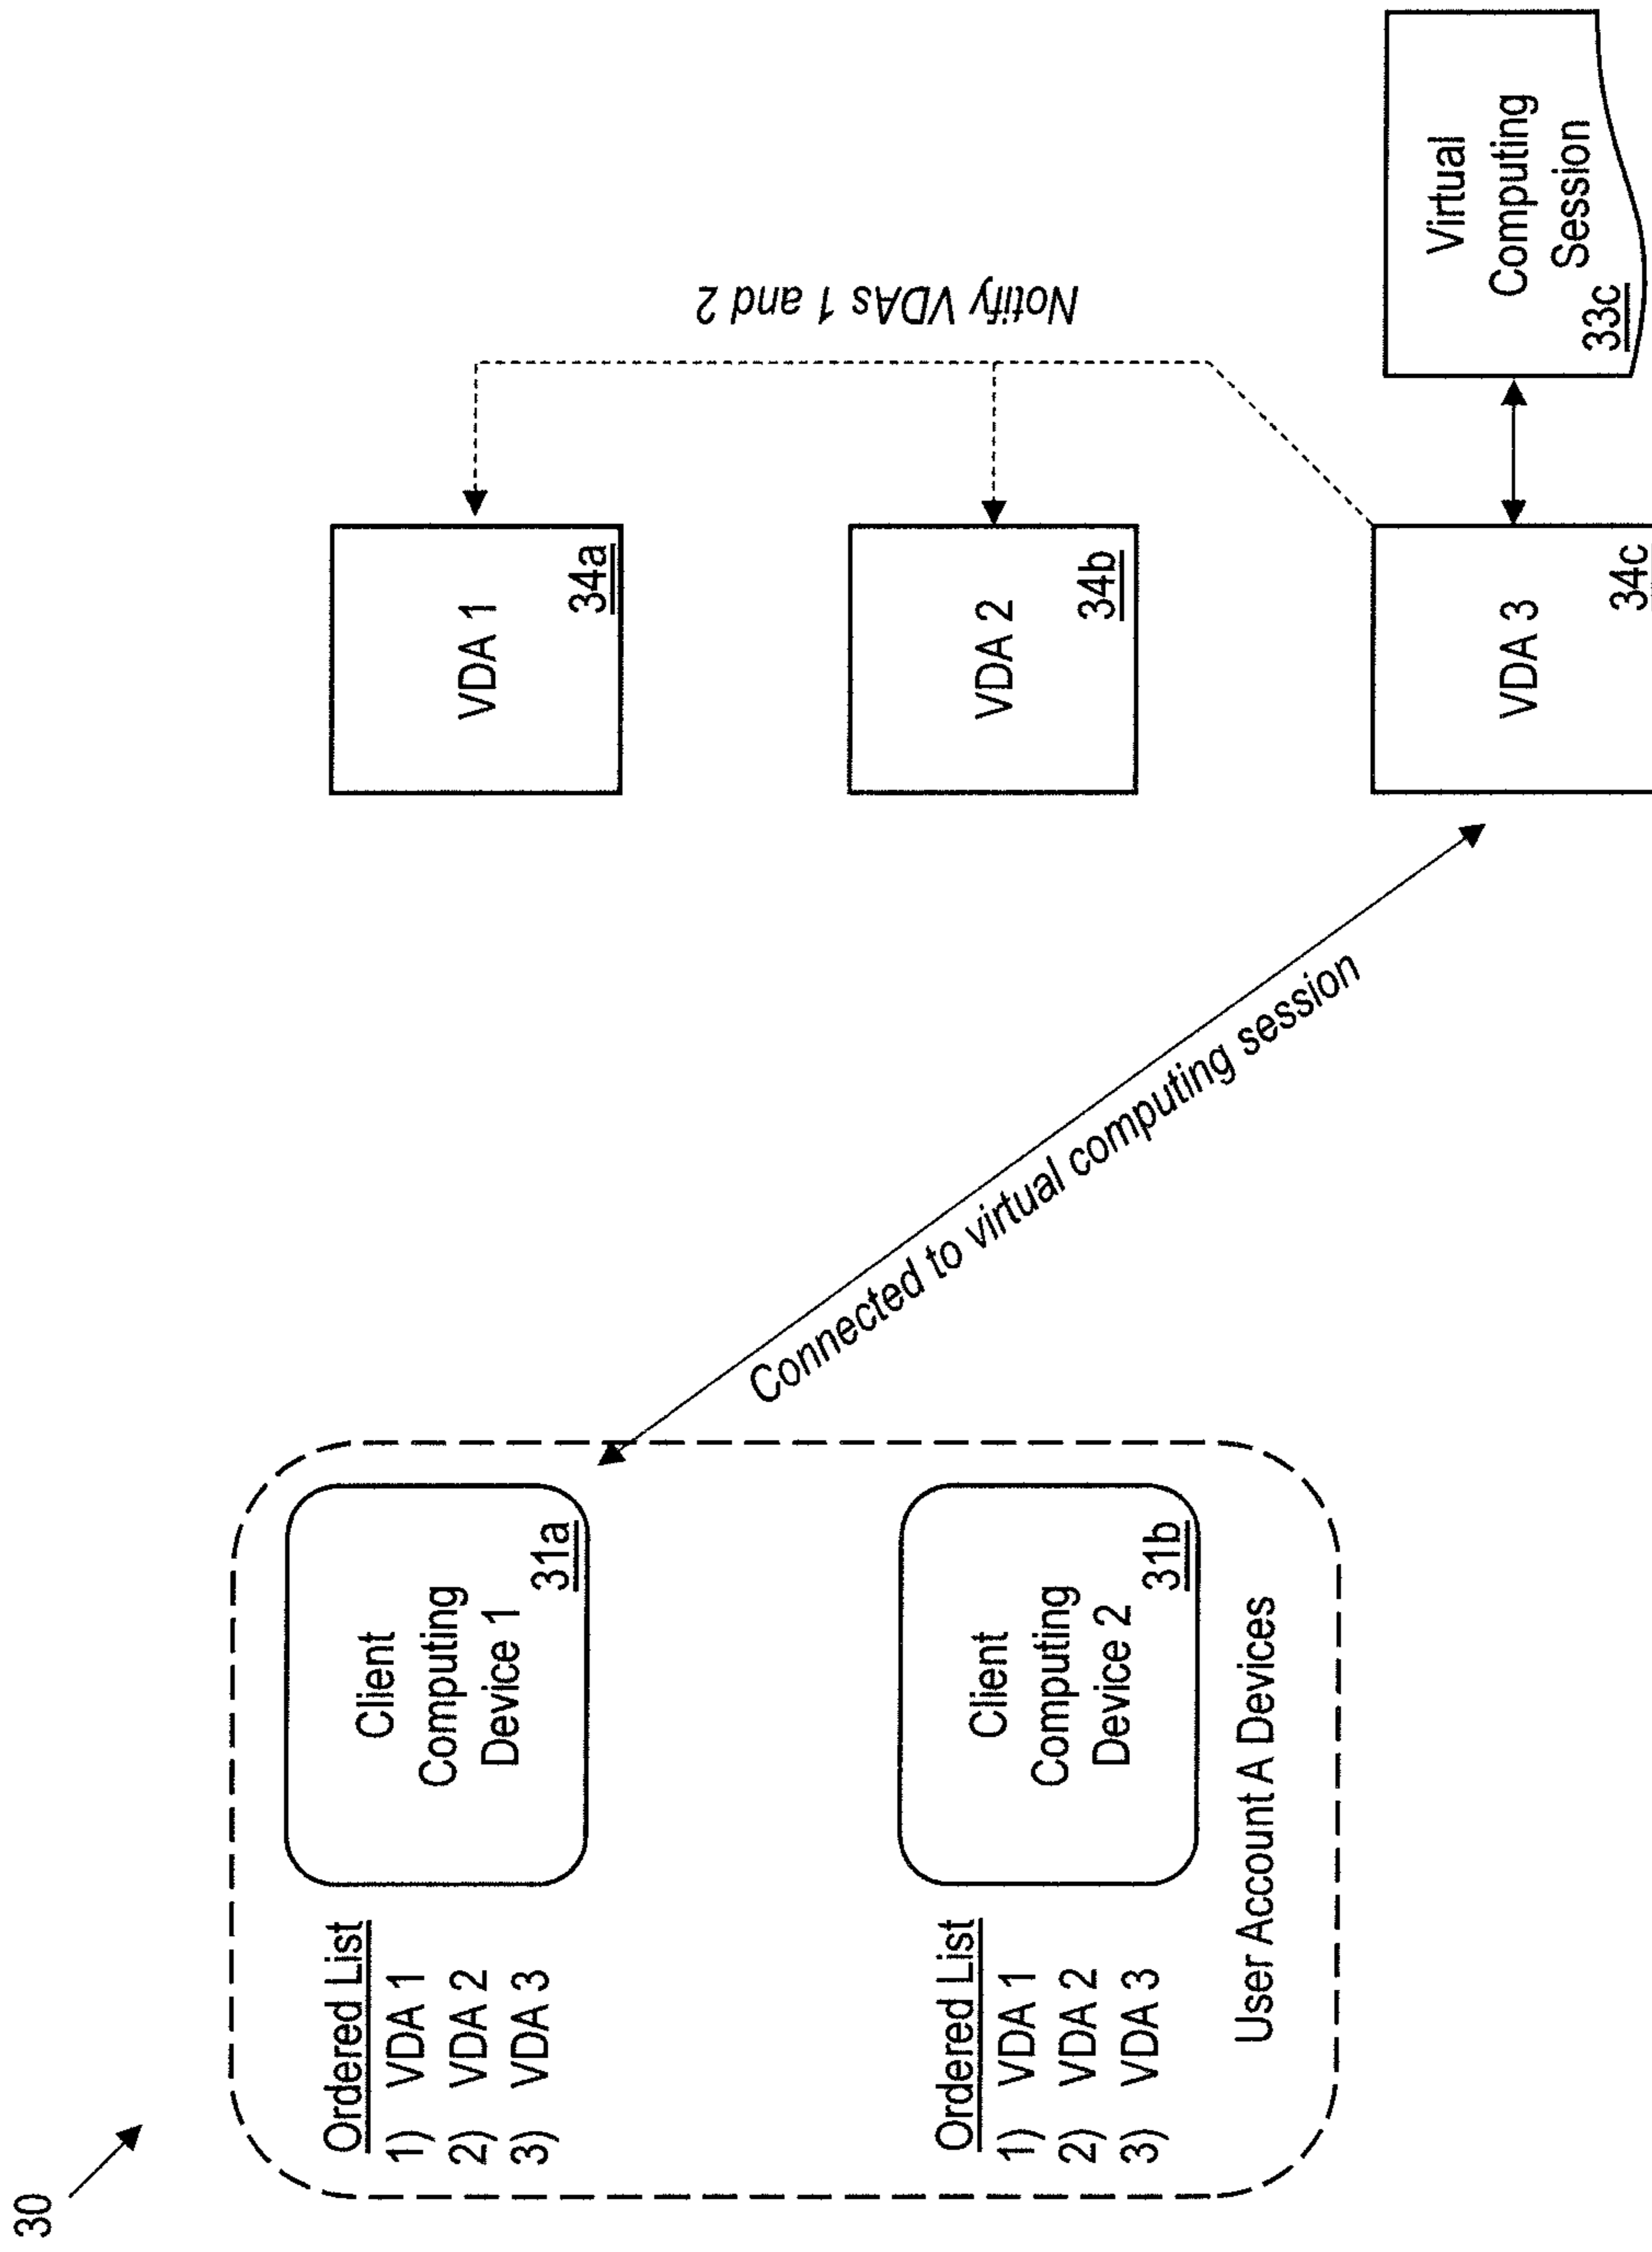 30
Ordered List
1) VDA 1
2) VDA 2
3) VDA 3
Client
Computing
Device 1
31a
Ordered List
1) VDA 1
2) VDA 2
3) VDA 3
Client
Computing
Device 2
31b
User Account A Devices
Connected to virtual computing session
VDA 1
34a
VDA 2
34b
VDA 3
34c
Notify VDAs 1 and 2
Virtual
Computing
Session
33c